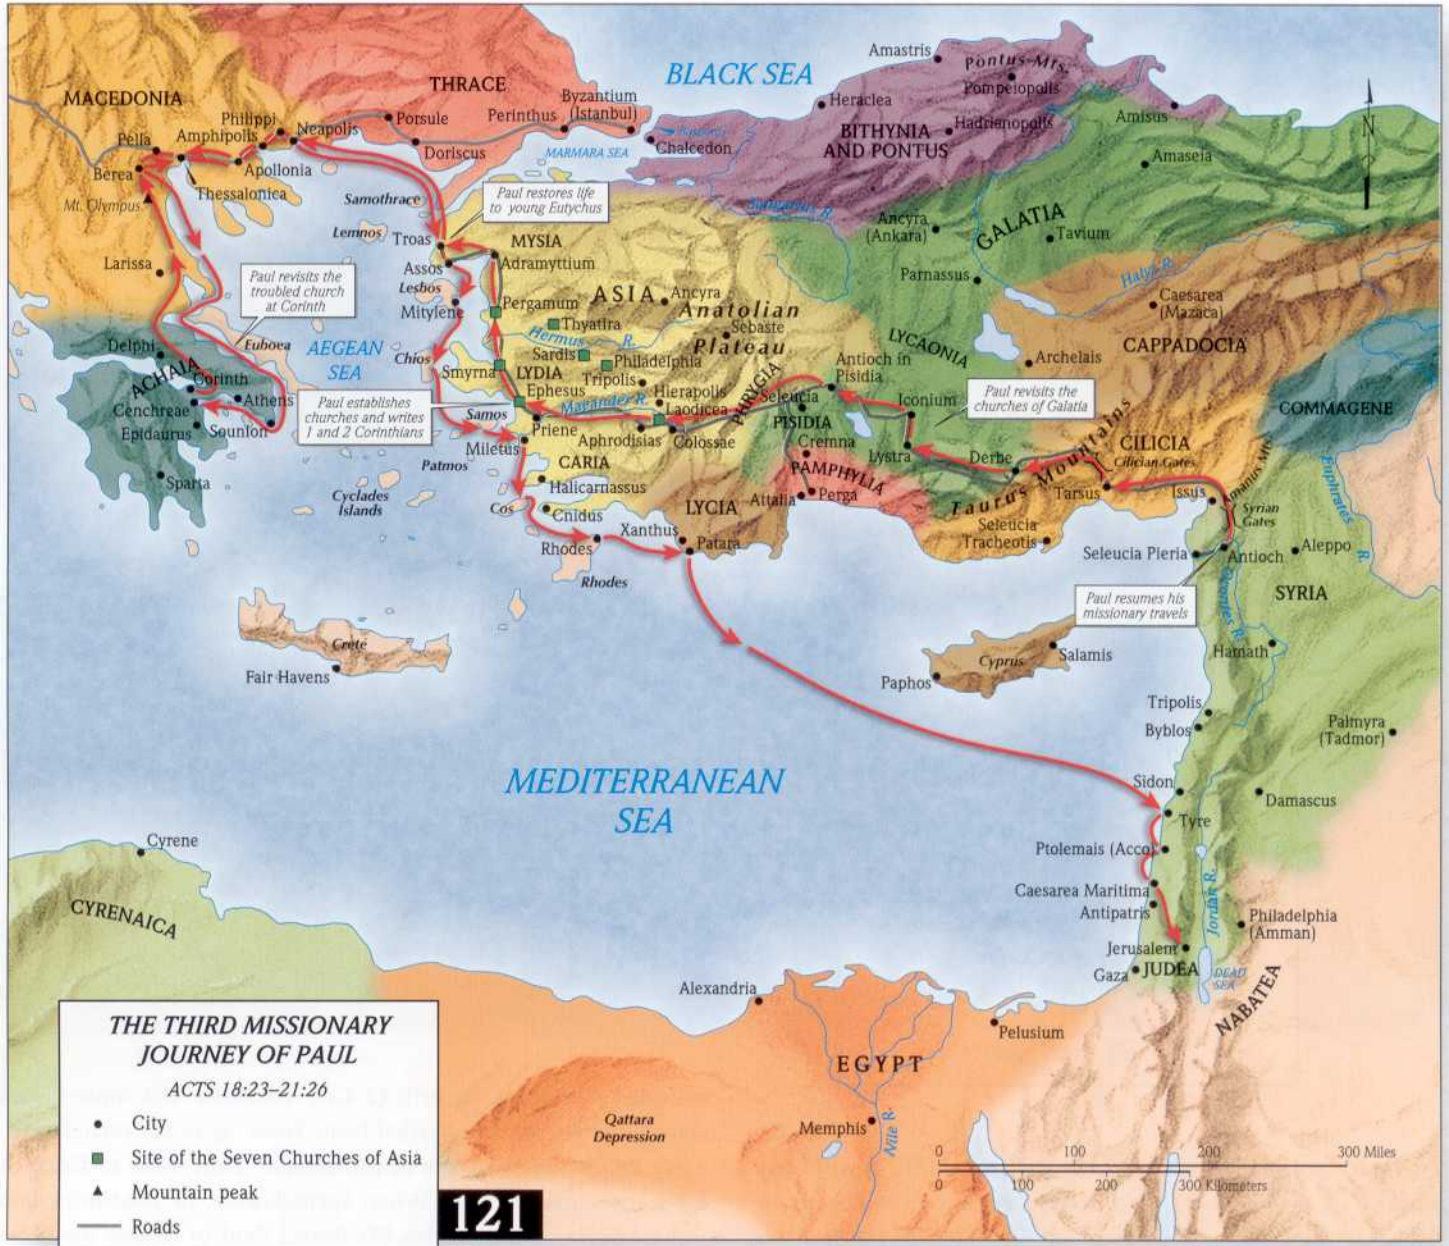 MACEDONIA
THRACE
BLACK SEA
Amastris
Pontus Mts.
Pompeiopolis
Heraclea
Hadrianopolis
Amisus
BITHYNIA
AND PONTUS
Amaseia
Byzantium
(Istanbul)
Perinthus
Porsule
Doriscus
Philippi
Neapolis
Amphipolis
Pella
Apollonia
Berea
Thessalonica
Mt. Olympus
MARMARA SEA
Chalcedon
Samothrace
Paul restores life
to young Eutychus
Sangarius R.
Ancyra
(Ankara)
GALATIA
Tavium
N
Lemnos
Troas
MYSIA
Adramyttium
Assos
Lesbos
Mitylene
Larissa
Paul revisits the
troubled church
at Corinth
Parnassus
Halys R.
Caesarea
(Mazaca)
ASIA
Ancyra
Anatolian
Plateau
Pergamum
Thyatira
Sebaste
Hermus R.
Sardis
Philadelphia
LYCAONIA
Archelais
CAPPADOCIA
Delphi
Euboea
AEGEAN
SEA
Chios
Smyrna
LYDIA
Tripolis
Ephesus
Hierapolis
PHRYGIA
Antioch in
Pisidia
ACHAIA
Corinth
Cenchreae
Athens
Epidaurus
Sounion
Sparta
Paul establishes
churches and writes
1 and 2 Corinthians
Samos
Maeander R.
Laodicea
Seleucia
PISIDIA
Iconium
Paul revisits the
churches of Galatia
COMMAGENE
Priene
Miletus
Aphrodisias
Colossae
Cremna
Lystra
Derbe
Taurus Mountains
CILICIA
Cilician Gates
Patmos
CARIA
Halicarnassus
PAMPHYLIA
Attalia
Perga
Tarsus
Issus
Amanus Mts.
Euphrates R.
Cyclades
Islands
Cos
Cnidus
LYCIA
Xanthus
Patara
Seleucia
Tracheotis
Syrian
Gates
Rhodes
Rhodes
Seleucia Pieria
Antioch
Aleppo
Paul resumes his
missionary travels
Orontes R.
SYRIA
Crete
Fair Havens
Cyprus
Salamis
Paphos
Hamath
Tripolis
Byblos
Palmyra
(Tadmor)
MEDITERRANEAN
SEA
Sidon
Damascus
Tyre
Cyrene
Ptolemais (Acco)
Jordan R.
Caesarea Maritima
Antipatris
CYRENAICA
Philadelphia
(Amman)
Jerusalem
Gaza
JUDEA
DEAD
SEA
NABATEA
Alexandria
Pelusium
EGYPT
Qattara
Depression
Memphis
Nile R.
0 100 200 300 Miles
0 100 200 300 Kilometers
THE THIRD MISSIONARY
JOURNEY OF PAUL
ACTS 18:23–21:26
City
Site of the Seven Churches of Asia
Mountain peak
Roads
121